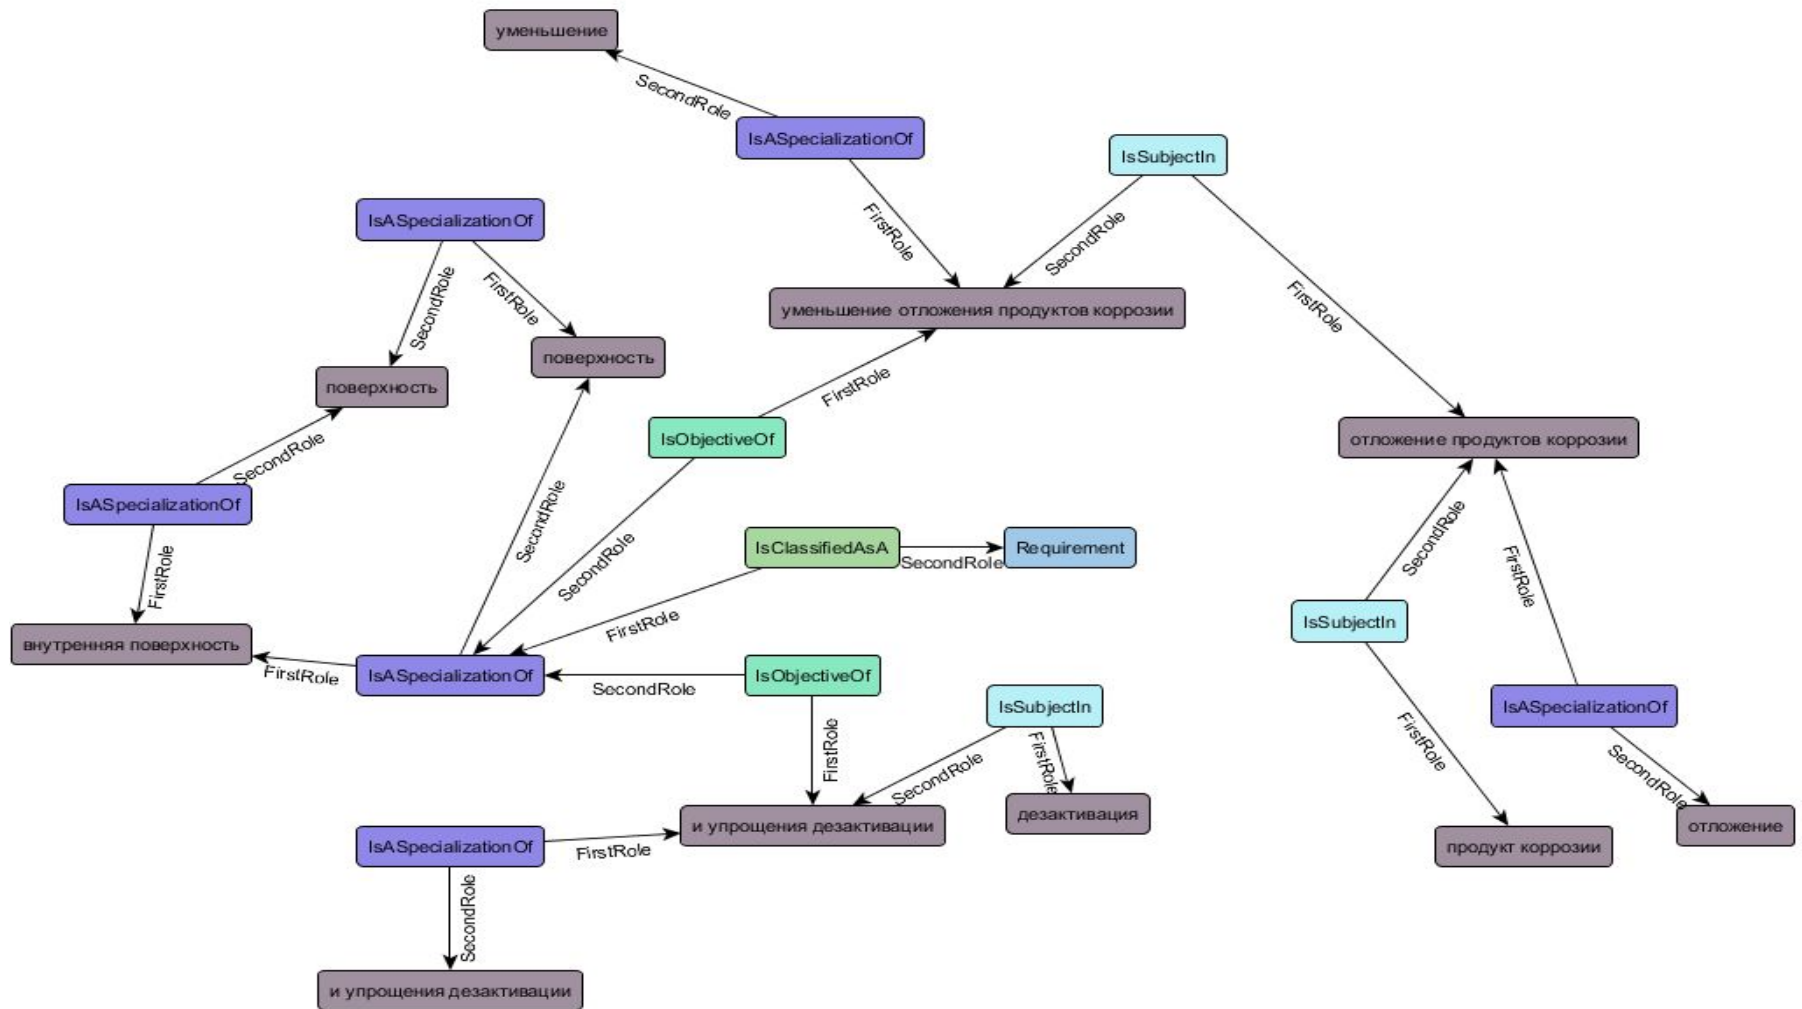 уменьшение
SecondRole
IsASpecializationOf
IsSubjectIn
IsASpecializationOf
FirstRole
SecondRole
SecondRole
FirstRole
FirstRole
уменьшение отложения продуктов коррозии
поверхность
поверхность
FirstRole
IsObjectiveOf
отложение продуктов коррозии
SecondRole
IsASpecializationOf
SecondRole
SecondRole
IsClassifiedAsA
SecondRole
Requirement
FirstRole
SecondRole
FirstRole
SecondRole
FirstRole
IsSubjectIn
внутренняя поверхность
FirstRole
IsASpecializationOf
SecondRole
IsObjectiveOf
IsSubjectIn
IsASpecializationOf
FirstRole
FirstRole
SecondRole
FirstRole
SecondRole
дезактивация
и упрощения дезактивации
отложение
IsASpecializationOf
FirstRole
продукт коррозии
SecondRole
и упрощения дезактивации